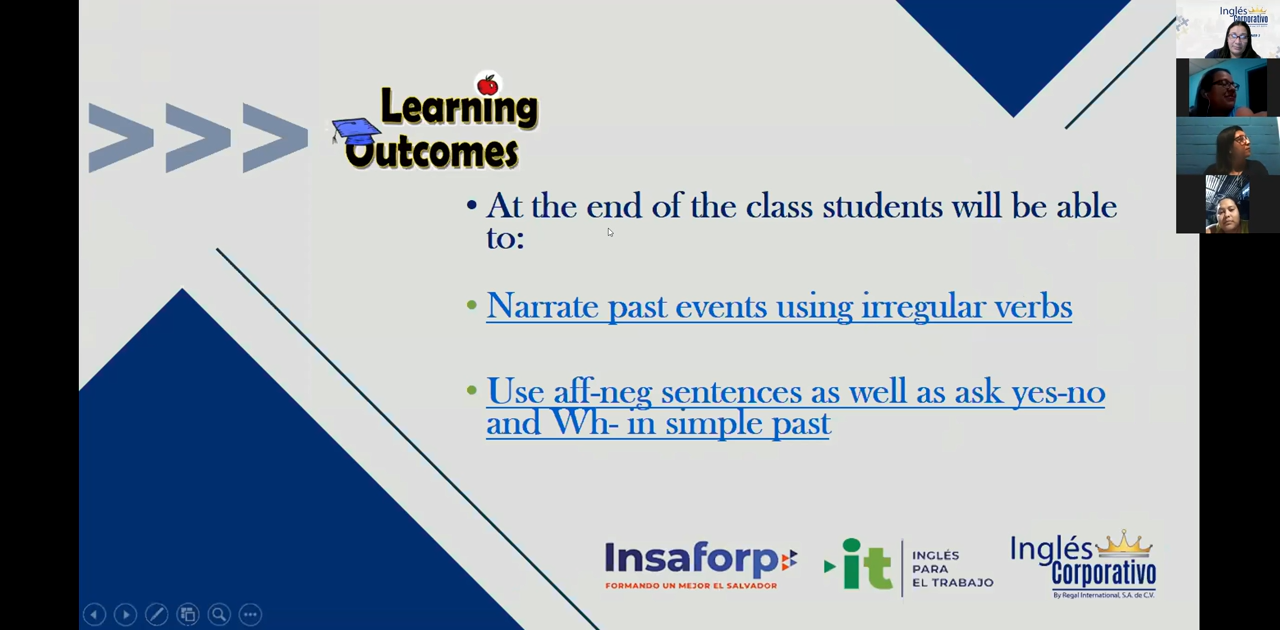 Learning
Outcomes
• At the end of the class students will be able
to:
• Narrate past events using irregular verbs
• Use aff-neg sentences as well as ask yes-no
and Wh- in simple past
Insaforp
FORMANDO UN MEJOR EL SALVADOR
it
INGLÉS
PARA
EL TRABAJO
Inglés
Corporativo
By Regal International, S.A. de C.V.
Inglés
Corporativo